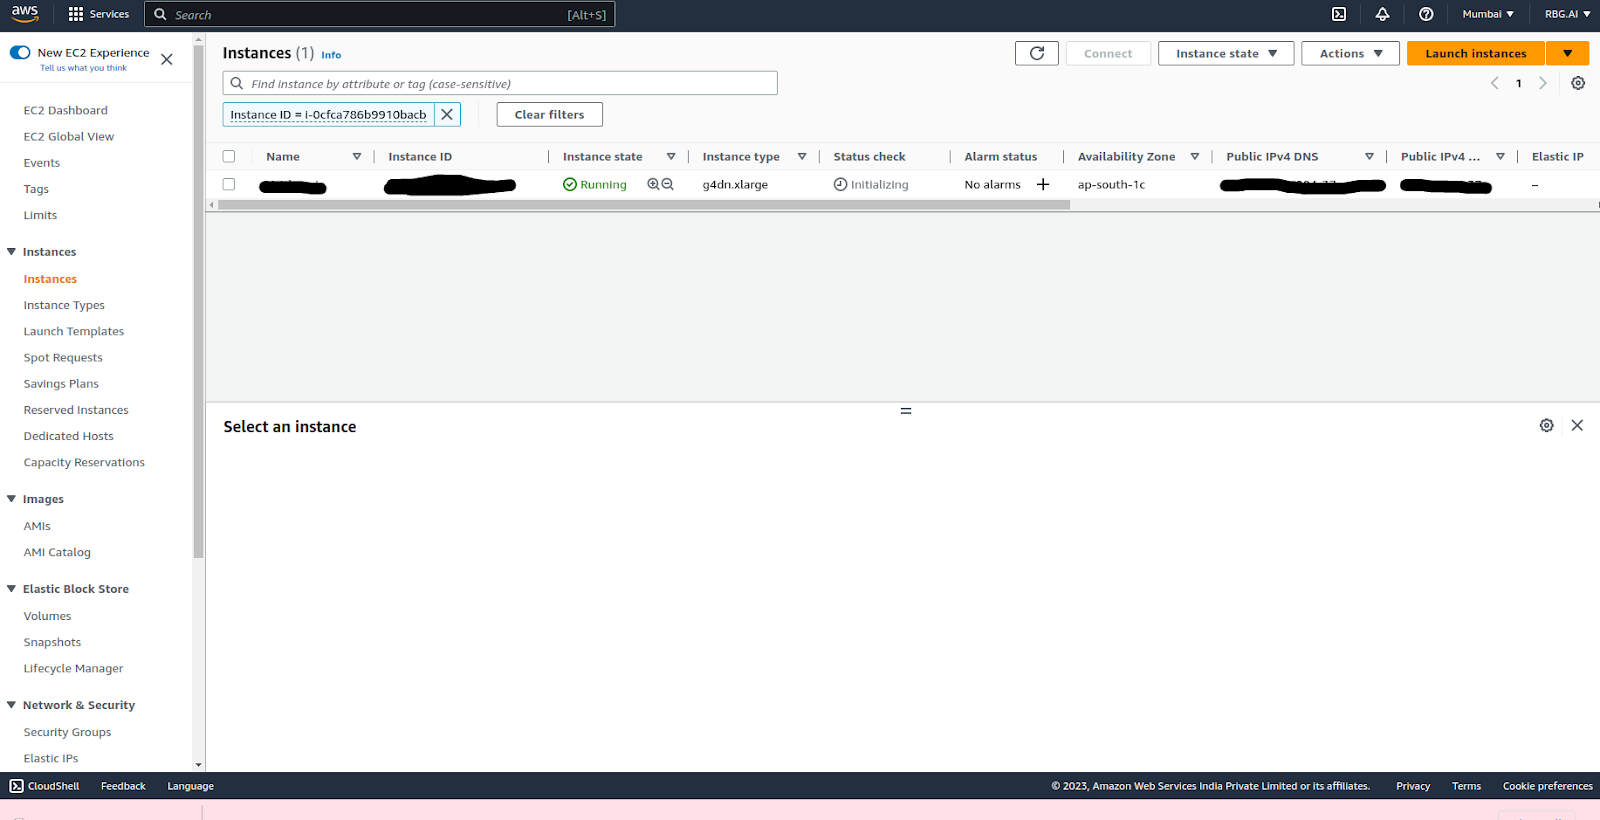 aws
Services
Search [Alt+S]
Mumbai
RBG.AI
New EC2 Experience
Tell us what you think
EC2 Dashboard
EC2 Global View
Events
Tags
Limits
Instances
Instances
Instance Types
Launch Templates
Spot Requests
Savings Plans
Reserved Instances
Dedicated Hosts
Capacity Reservations
Images
AMIs
AMI Catalog
Elastic Block Store
Volumes
Snapshots
Lifecycle Manager
Network & Security
Security Groups
Elastic IPs
Instances (1) Info
Connect
Instance state
Actions
Launch instances
Find instance by attribute or tag (case-sensitive)
1
Instance ID = i-0cfca786b9910bacb
Clear filters
Name Instance ID Instance state Instance type Status check Alarm status Availability Zone Public IPv4 DNS Public IPv4 ... Elastic IP
Running g4dn.xlarge Initializing No alarms + ap-south-1c –
Select an instance
CloudShell Feedback Language © 2023, Amazon Web Services India Private Limited or its affiliates. Privacy Terms Cookie preferences